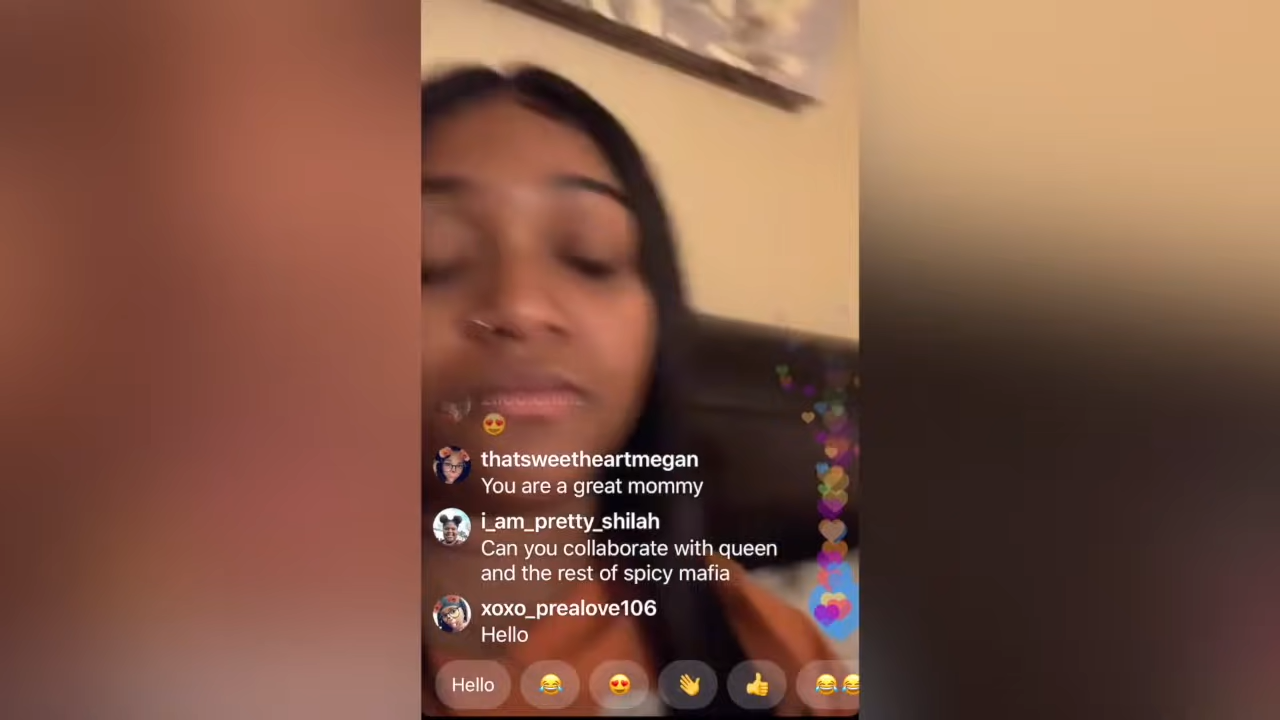 😍
thatsweetheartmegan
You are a great mommy
i_am_pretty_shilah
Can you collaborate with queen
and the rest of spicy mafia
xoxo_prealove106
Hello
Hello 😂 😍 👋 👍 😂😂